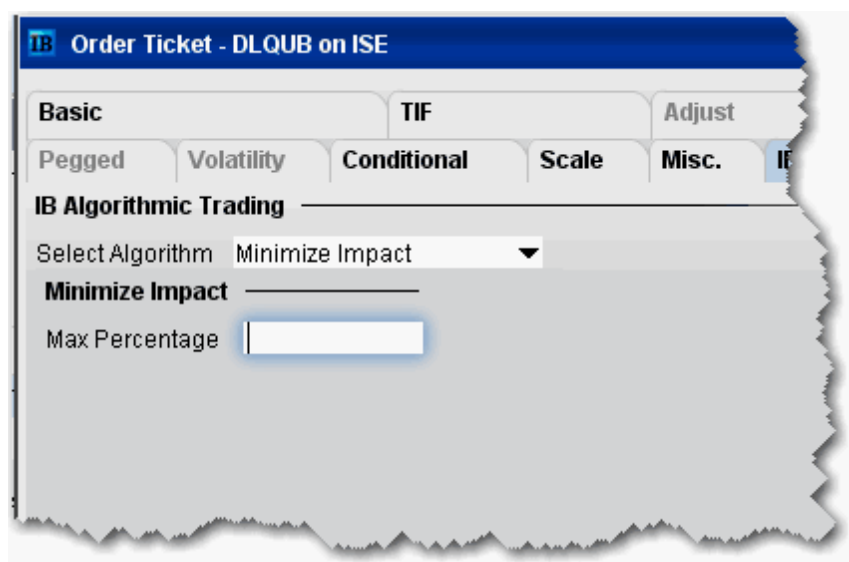 IB Order Ticket - DLQUB on ISE
Basic TIF Adjust
Pegged Volatility Conditional Scale Misc.
IB Algorithmic Trading
Select Algorithm Minimize Impact
Minimize Impact
Max Percentage